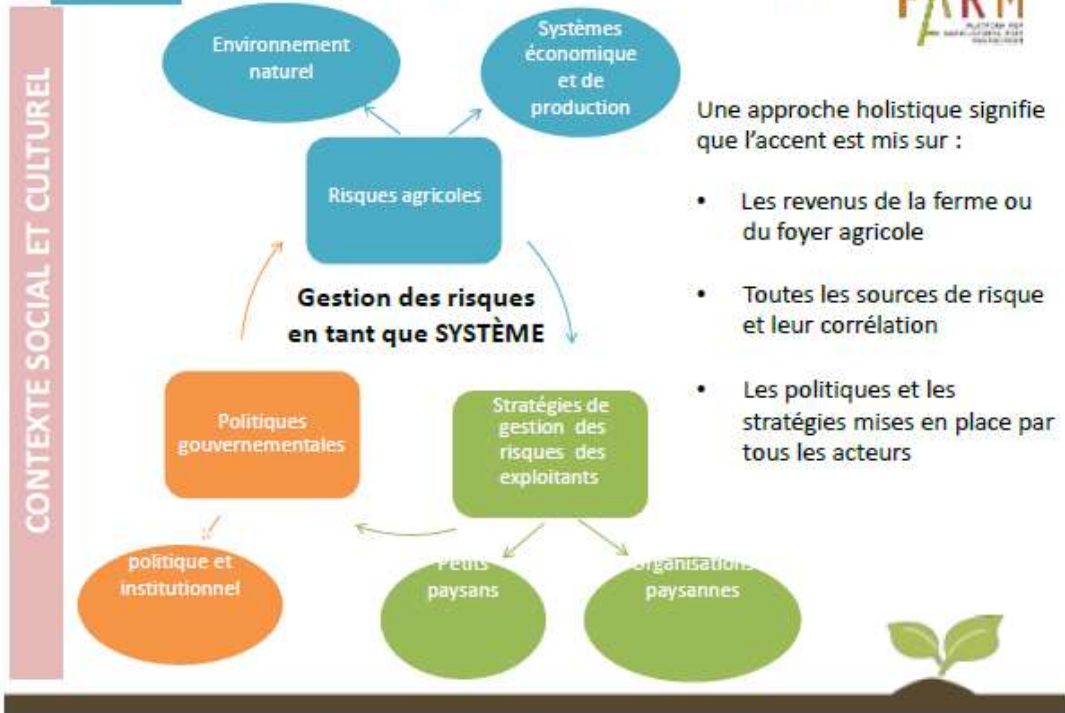 CONTEXTE SOCIAL ET CULTUREL
Environnement
naturel
Systèmes
économique
et de
production
Risques agricoles
Gestion des risques
en tant que SYSTÈME
Politiques
gouvernementales
Stratégies de
gestion des
risques des
exploitants
politique et
institutionnel
Petits
paysans
Organisations
paysannes
FARM
Une approche holistique signifie
que l'accent est mis sur :
• Les revenus de la ferme ou
du foyer agricole
• Toutes les sources de risque
et leur corrélation
• Les politiques et les
stratégies mises en place par
tous les acteurs